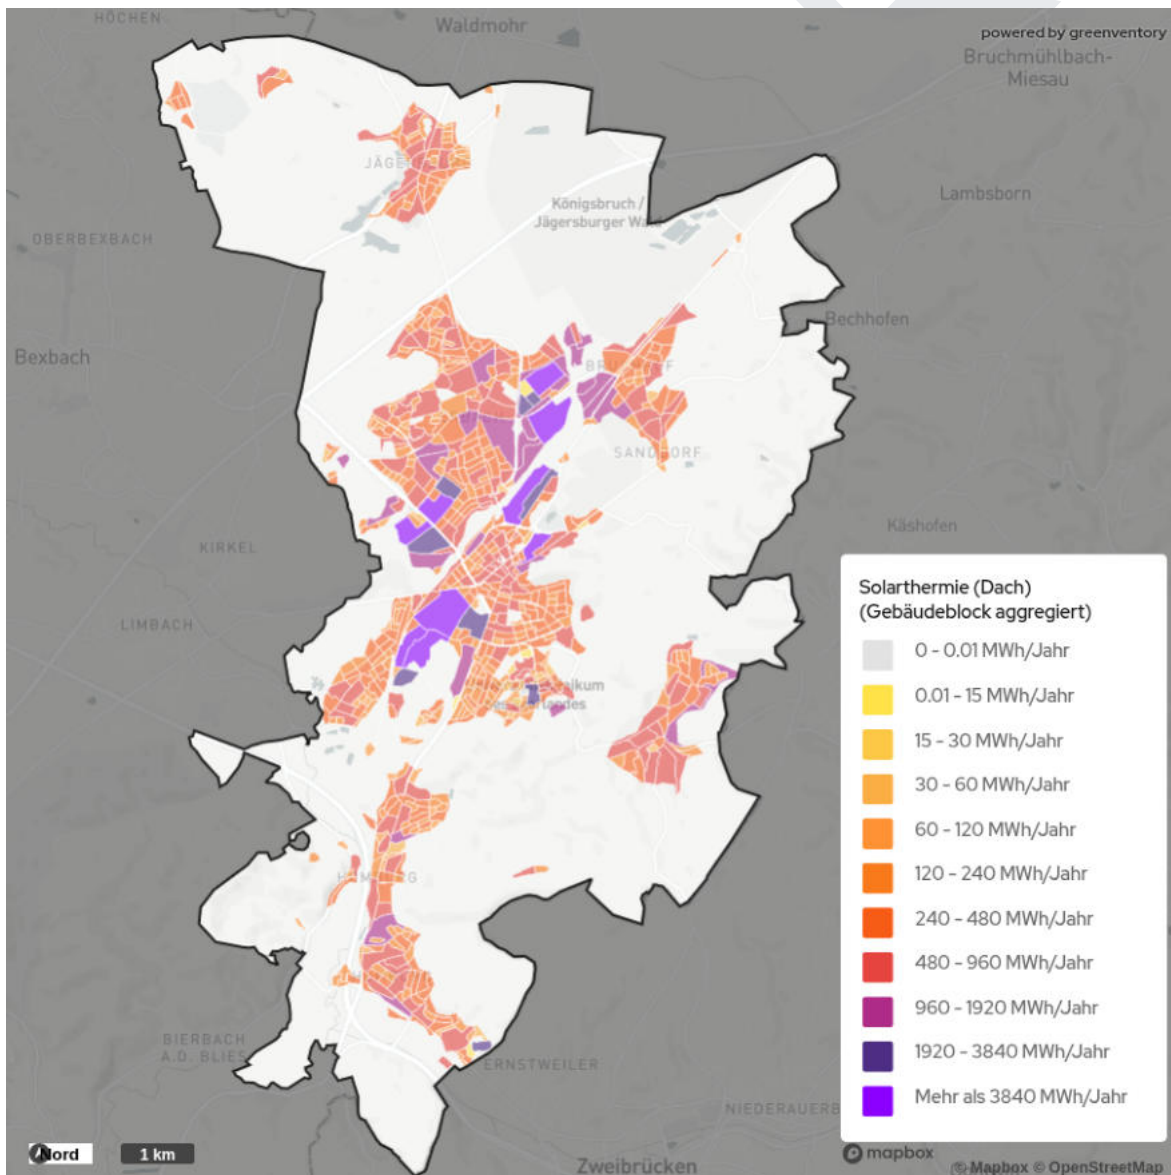 HÖCHEN
Waldmohr
powered by greenventory
Bruchmühlbach-
Miesau
JÄGE
Lambsborn
Königsbruch /
Jägersburger Wald
OBERBEXBACH
Bechhofen
Bexbach
SANDDORF
Käshofen
KIRKEL
LIMBACH
Solarthermie (Dach)
(Gebäudeblock aggregiert)
0 - 0.01 MWh/Jahr
0.01 - 15 MWh/Jahr
15 - 30 MWh/Jahr
30 - 60 MWh/Jahr
60 - 120 MWh/Jahr
120 - 240 MWh/Jahr
240 - 480 MWh/Jahr
480 - 960 MWh/Jahr
960 - 1920 MWh/Jahr
1920 - 3840 MWh/Jahr
Mehr als 3840 MWh/Jahr
BIERBACH
A.D. BLIES
ERNSTWEILER
NIEDERAUERB
Nord
1 km
mapbox
Zweibrücken
© Mapbox © OpenStreetMap